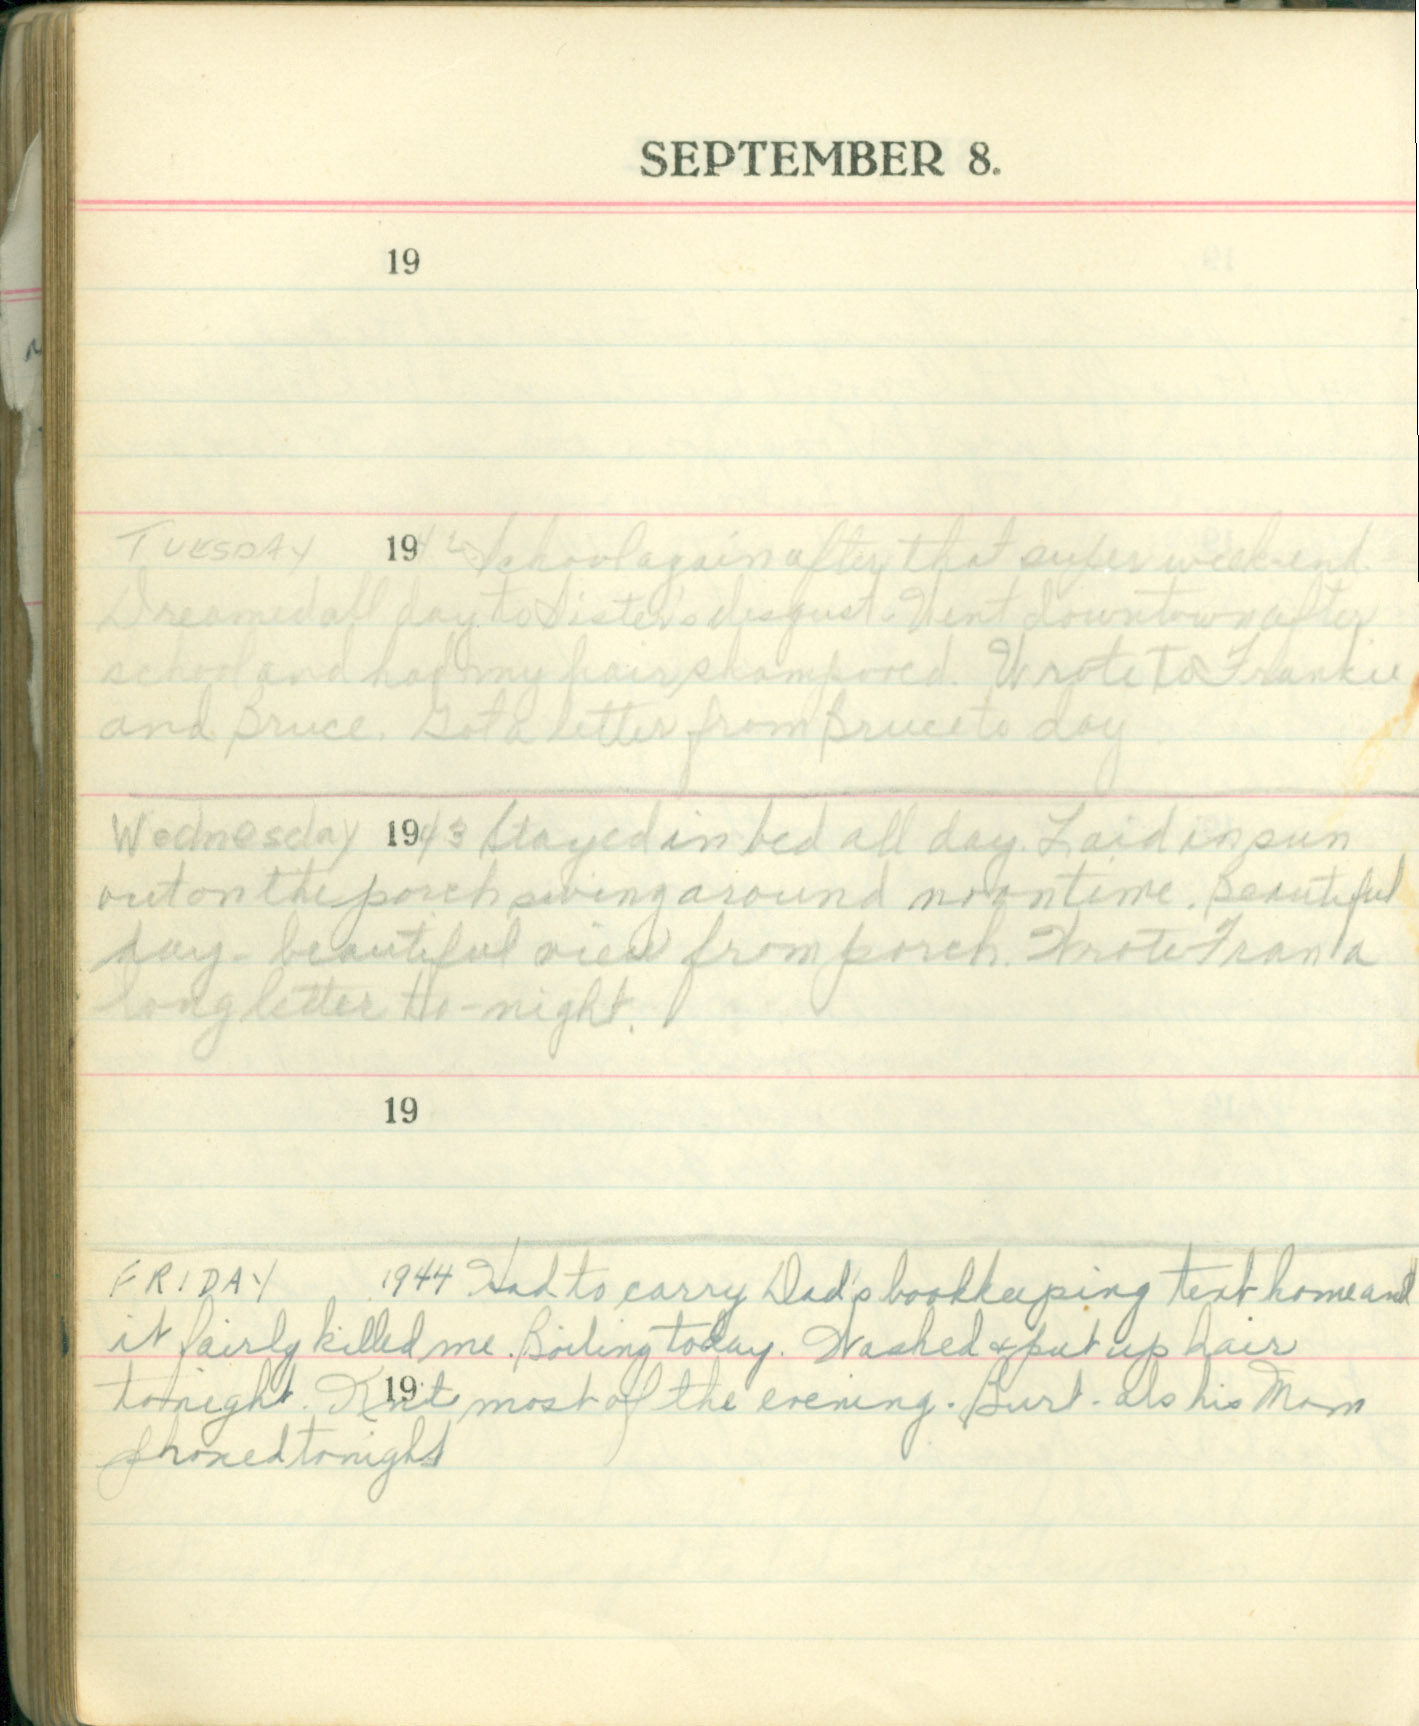 SEPTEMBER 8.
19
TUESDAY 1942 School again after that super week-end.
Dreamed all day to Sister's disgust. Went downtown after
school and had my hair shampooed. Wrote to Frankie
and Bruce. Got a letter from Bruce to day.
Wednesday 1943 Stayed in bed all day. Laid in sun
out on the porch swing around noontime. Beautiful
day - beautiful view from porch. Wrote Fran a
long letter to-night.
19
FRIDAY 1944 Had to carry Dad's bookkeeping text home and
it fairly killed me. Boiling today. Washed & put up hair
tonight. Knit most of the evening. Burt - als his Mom
19
phoned tonight